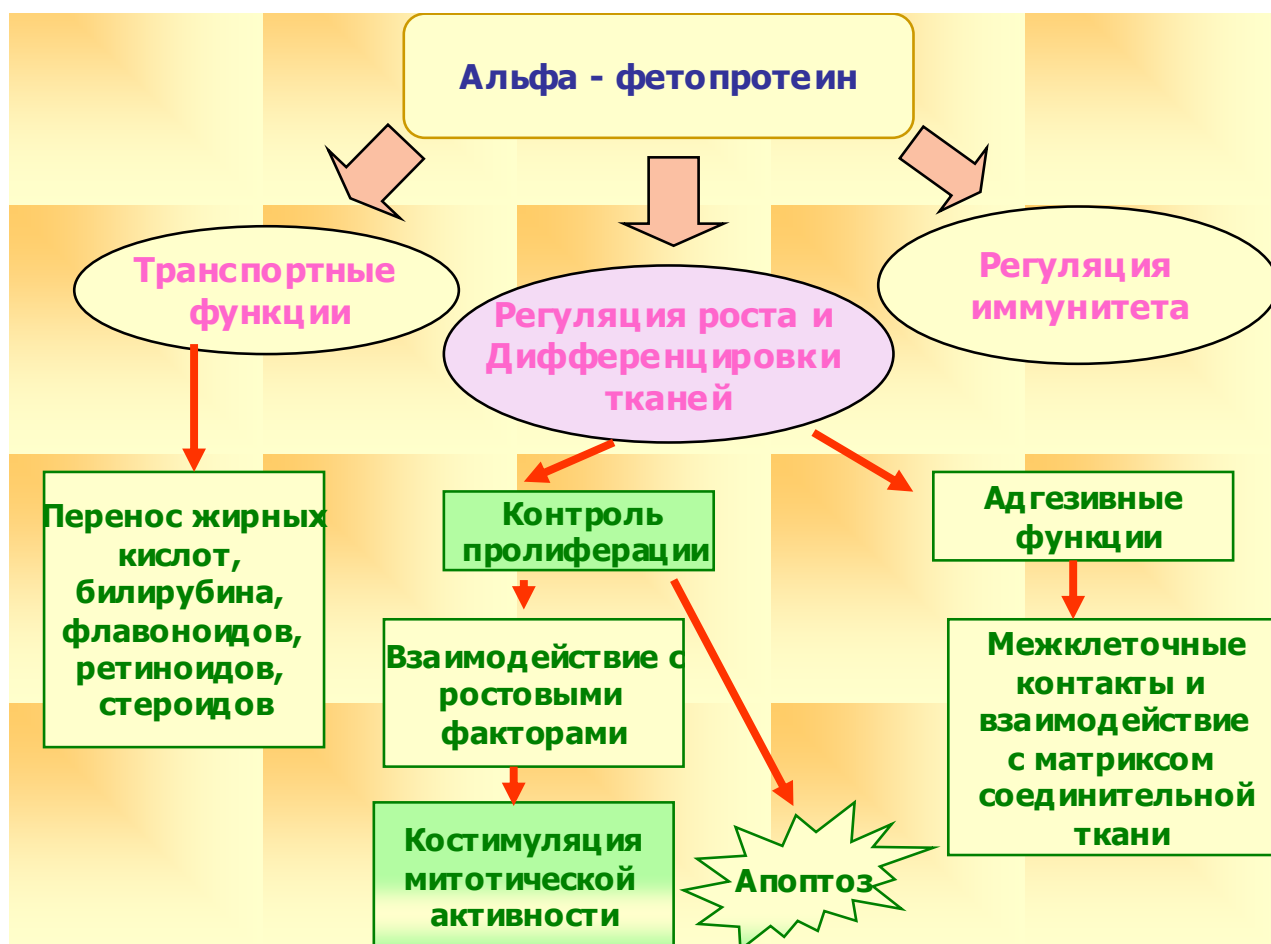 Альфа - фетопротеин
Транспортные
функции
Регуляция роста и
Дифференцировки
тканей
Регуляция
иммунитета
Перенос жирных
кислот,
билирубина,
флавоноидов,
ретиноидов,
стероидов
Контроль
пролиферации
Адгезивные
функции
Взаимодействие с
ростовыми
факторами
Межклеточные
контакты и
взаимодействие
с матриксом
соединительной
ткани
Костимуляция
митотической
активности
Апоптоз